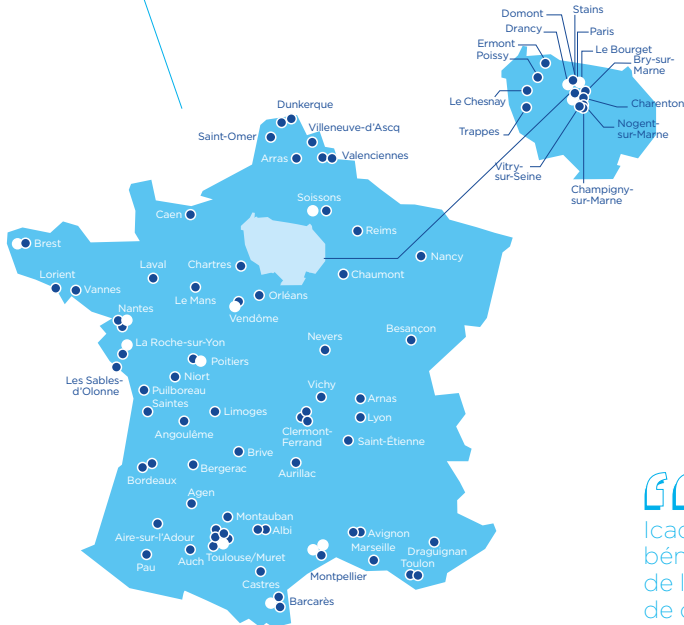 Domont
Stains
Drancy
Paris
Ermont
Le Bourget
Poissy
Bry-sur-
Marne
Le Chesnay
Charenton
Trappes
Nogent-
sur-Marne
Vitry-
sur-Seine
Champigny-
sur-Marne
Dunkerque
Saint-Omer
Villeneuve-d'Ascq
Arras
Valenciennes
Soissons
Caen
Reims
Brest
Nancy
Laval
Chartres
Chaumont
Lorient
Vannes
Le Mans
Orléans
Nantes
Vendôme
La Roche-sur-Yon
Nevers
Besançon
Poitiers
Les Sables-
d'Olonne
Niort
Puilboreau
Vichy
Arnas
Saintes
Limoges
Lyon
Angoulême
Clermont-
Ferrand
Saint-Étienne
Brive
Bergerac
Aurillac
Bordeaux
Agen
Montauban
Aire-sur-l'Adour
Albi
Avignon
Pau
Auch
Toulouse/Muret
Marseille
Draguignan
Montpellier
Toulon
Castres
Barcarès
de l
de